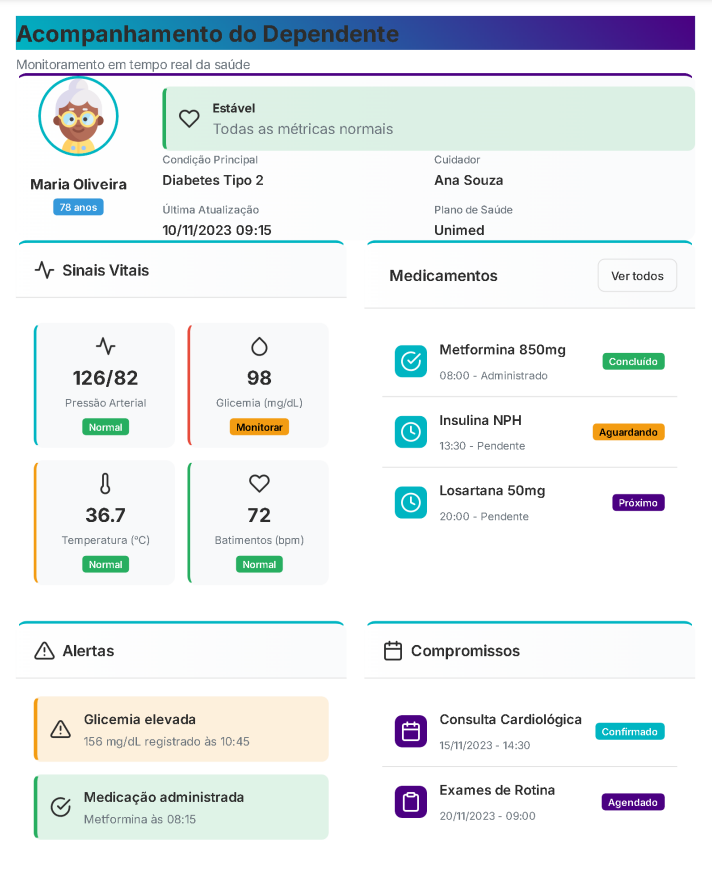 Acompanhamento do Dependente
Monitoramento em tempo real da saúde
Maria Oliveira
78 anos
Estável
Todas as métricas normais
Condição Principal
Diabetes Tipo 2
Cuidador
Ana Souza
Última Atualização
10/11/2023 09:15
Plano de Saúde
Unimed
Sinais Vitais
126/82
Pressão Arterial
Normal
98
Glicemia (mg/dL)
Monitorar
36.7
Temperatura (°C)
Normal
72
Batimentos (bpm)
Normal
Medicamentos
Ver todos
Metformina 850mg
08:00 - Administrado
Concluído
Insulina NPH
13:30 - Pendente
Aguardando
Losartana 50mg
20:00 - Pendente
Próximo
Alertas
Glicemia elevada
156 mg/dL registrado às 10:45
Medicação administrada
Metformina às 08:15
Compromissos
Consulta Cardiológica
15/11/2023 - 14:30
Confirmado
Exames de Rotina
20/11/2023 - 09:00
Agendado